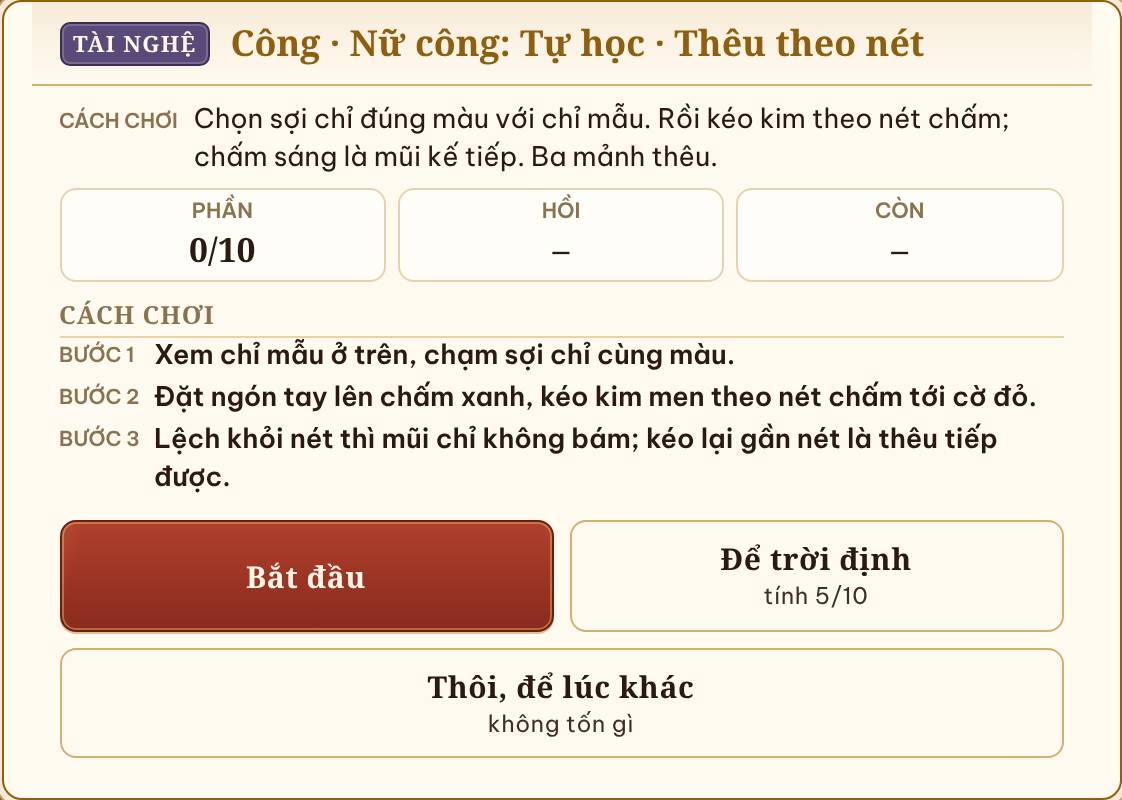 TÀI NGHỆ Công · Nữ công: Tự học · Thêu theo nét
CÁCH CHƠI Chọn sợi chỉ đúng màu với chỉ mẫu. Rồi kéo kim theo nét chấm;
chấm sáng là mũi kế tiếp. Ba mảnh thêu.
PHẦN HỒI CÒN
0/10 – –
CÁCH CHƠI
BƯỚC 1 Xem chỉ mẫu ở trên, chạm sợi chỉ cùng màu.
BƯỚC 2 Đặt ngón tay lên chấm xanh, kéo kim men theo nét chấm tới cờ đỏ.
BƯỚC 3 Lệch khỏi nét thì mũi chỉ không bám; kéo lại gần nét là thêu tiếp
được.
Bắt đầu
Để trời định
tính 5/10
Thôi, để lúc khác
không tốn gì